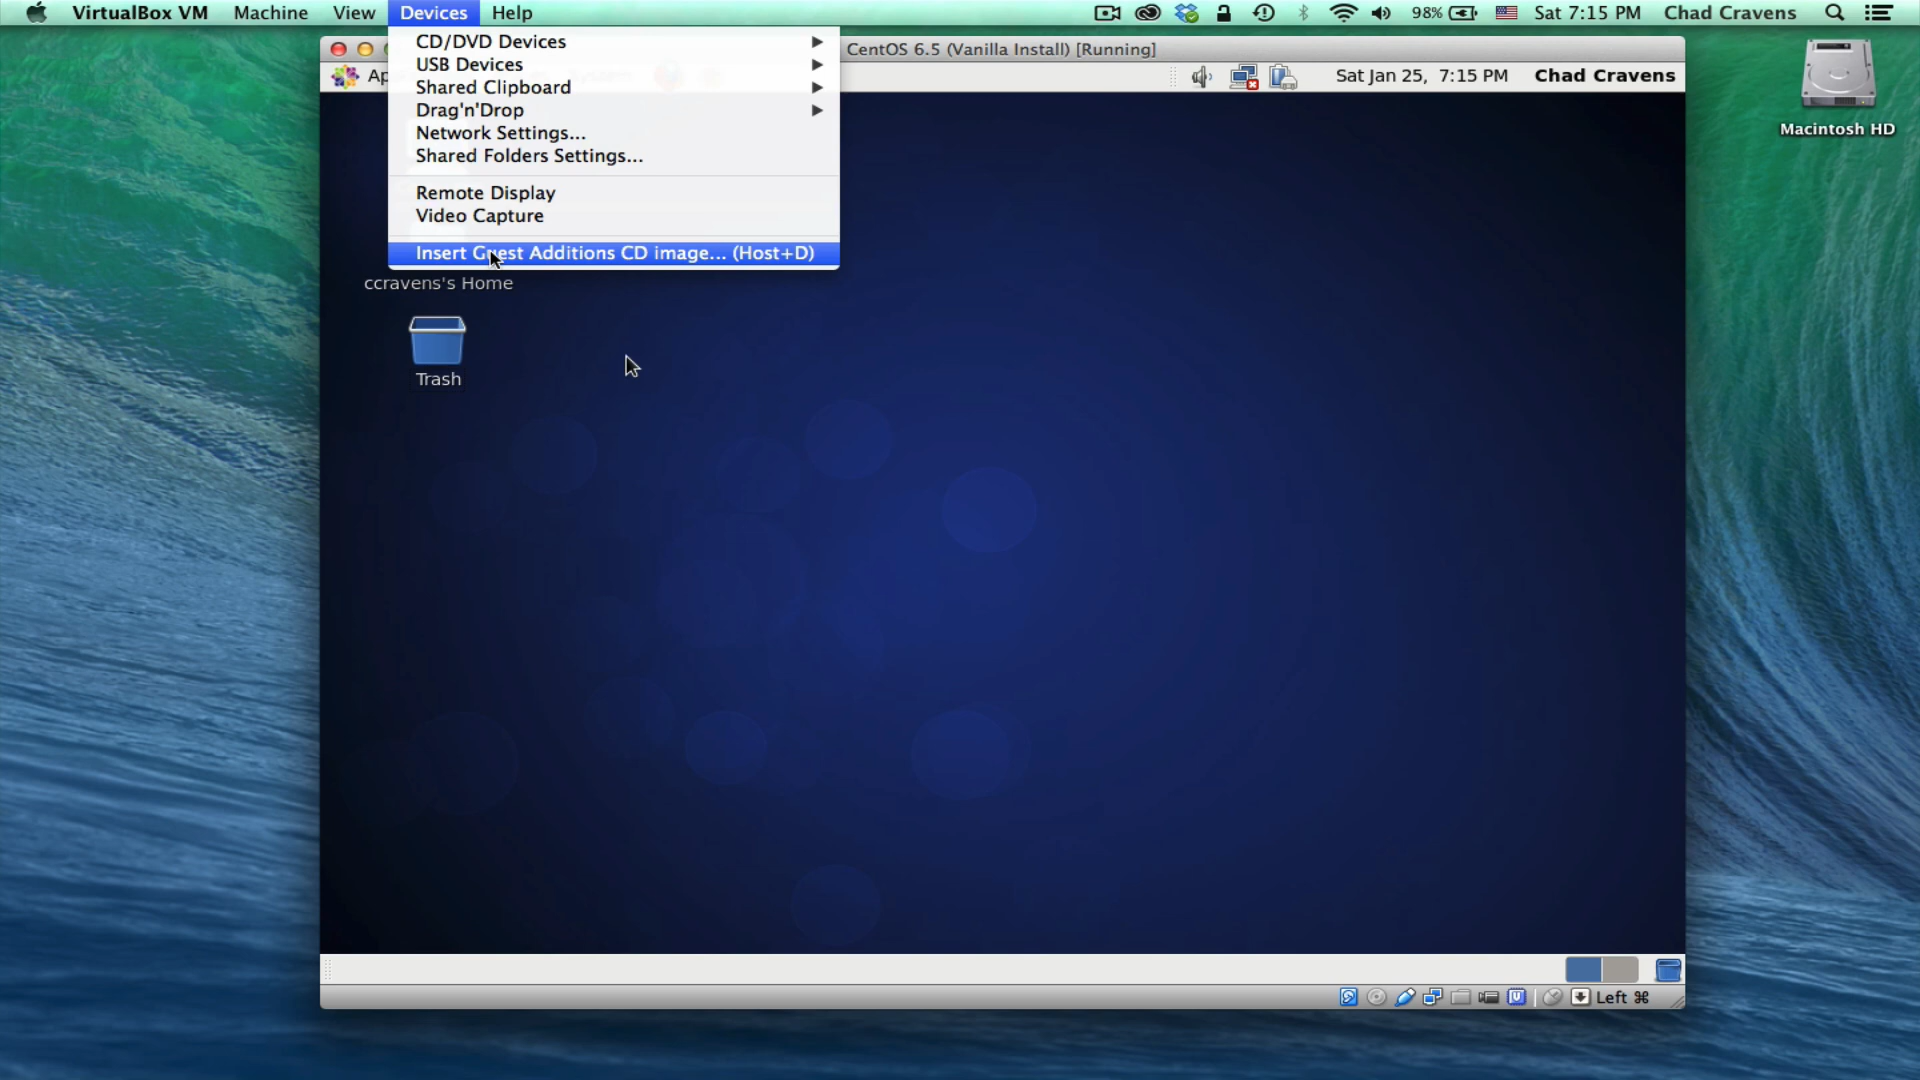 VirtualBox VM Machine View Devices Help 98% Sat 7:15 PM Chad Cravens
CentOS 6.5 (Vanilla Install) [Running]
Ap
Sat Jan 25, 7:15 PM Chad Cravens
CD/DVD Devices
USB Devices
Shared Clipboard
Drag'n'Drop
Network Settings...
Shared Folders Settings...
Remote Display
Video Capture
Insert Guest Additions CD image... (Host+D)
Macintosh HD
ccravens's Home
Trash
Left ⌘